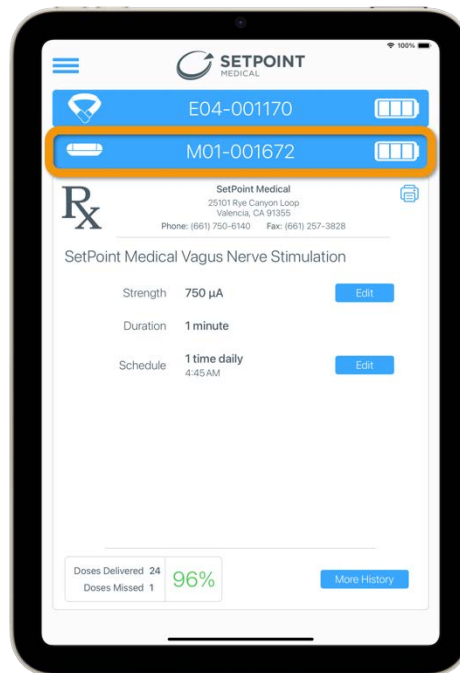 100%
SETPOINT
MEDICAL
E04-001170
M01-001672
Rx
SetPoint Medical
25101 Rye Canyon Loop
Valencia, CA 91355
Phone: (661) 750-6140 Fax: (661) 257-3828
SetPoint Medical Vagus Nerve Stimulation
Strength 750 µA Edit
Duration 1 minute
Schedule 1 time daily Edit
4:45AM
Doses Delivered 24
Doses Missed 1
96%
More History